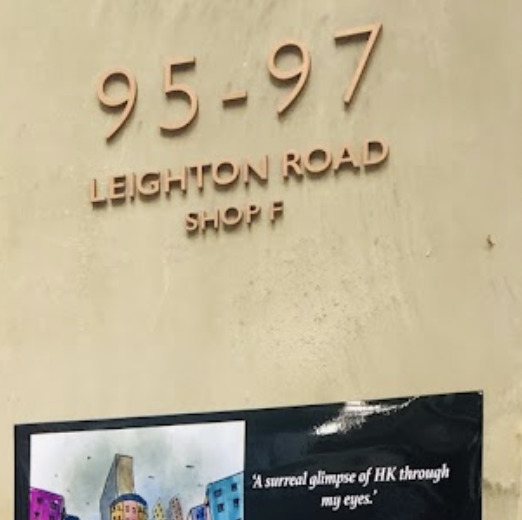 95-97
LEIGHTON ROAD
SHOP F
'A surreal glimpse of HK through
my eyes.'